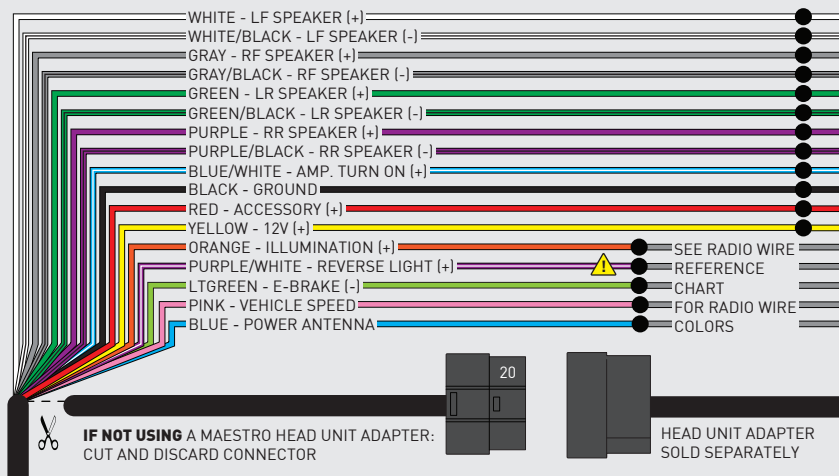 WHITE - LF SPEAKER (+)
WHITE/BLACK - LF SPEAKER (-)
GRAY - RF SPEAKER (+)
GRAY/BLACK - RF SPEAKER (-)
GREEN - LR SPEAKER (+)
GREEN/BLACK - LR SPEAKER (-)
PURPLE - RR SPEAKER (+)
PURPLE/BLACK - RR SPEAKER (-)
BLUE/WHITE - AMP. TURN ON (+)
BLACK - GROUND
RED - ACCESSORY (+)
YELLOW - 12V (+)
ORANGE - ILLUMINATION (+)
PURPLE/WHITE - REVERSE LIGHT (+)
LTGREEN - E-BRAKE (-)
PINK - VEHICLE SPEED
BLUE - POWER ANTENNA
SEE RADIO WIRE
REFERENCE
CHART
FOR RADIO WIRE
COLORS
!
20
IF NOT USING A MAESTRO HEAD UNIT ADAPTER:
CUT AND DISCARD CONNECTOR
HEAD UNIT ADAPTER
SOLD SEPARATELY